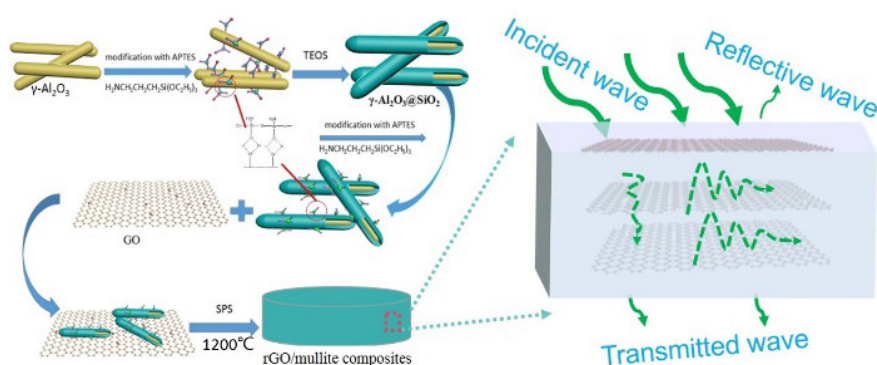 γ-Al₂O₃
modification with APTES
H₂NCH₂CH₂CH₂Si(OC₂H₅)₃
TEOS
γ-Al₂O₃@SiO₂
modification with APTES
H₂NCH₂CH₂CH₂Si(OC₂H₅)₃
GO
SPS
1200℃
rGO/mullite composites
Incident wave
Reflective wave
Transmitted wave